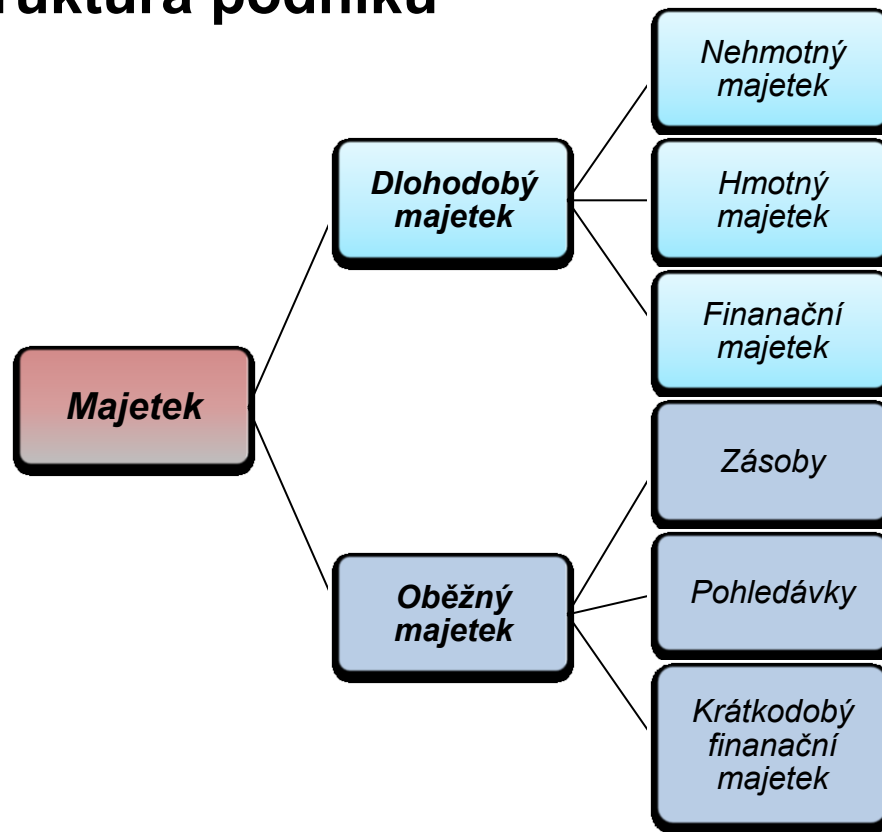 ruktura podniku
Nehmotný
majetek
Dlohodobý
majetek
Hmotný
majetek
Finanační
majetek
Majetek
Zásoby
Oběžný
majetek
Pohledávky
Krátkodobý
finanační
majetek